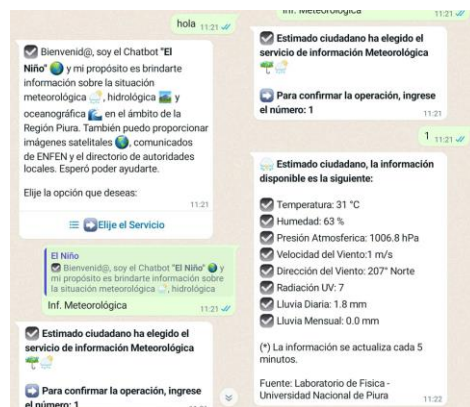 hola 11:21
Bienvenid@, soy el Chatbot "El
Niño" y mi propósito es brindarte
información sobre la situación
meteorológica, hidrológica y
oceanográfica en el ámbito de la
Región Piura. También puedo proporcionar
imágenes satelitales, comunicados
de ENFEN y el directorio de autoridades
locales. Esperó poder ayudarte.
Elije la opción que deseas:
11:21
Elije el Servicio
El Niño
Bienvenid@, soy el Chatbot "El Niño" y
mi propósito es brindarte información
sobre la situación meteorológica, hidrológica
Inf. Meteorológica 11:21
Estimado ciudadano ha elegido el
servicio de información Meteorológica
Para confirmar la operación, ingrese
el número: 1
Inf. Meteorológica 11:21
Estimado ciudadano ha elegido el
servicio de información Meteorológica
Para confirmar la operación, ingrese
el número: 1 11:21
1 11:21
Estimado ciudadano, la información
disponible es la siguiente:
Temperatura: 31 °C
Humedad: 63 %
Presión Atmosferica: 1006.8 hPa
Velocidad del Viento:1 m/s
Dirección del Viento: 207° Norte
Radiación UV: 7
Lluvia Diaria: 1.8 mm
Lluvia Mensual: 0.0 mm
(*) La información se actualiza cada 5
minutos.
Fuente: Laboratorio de Fisica -
Universidad Nacional de Piura 11:22